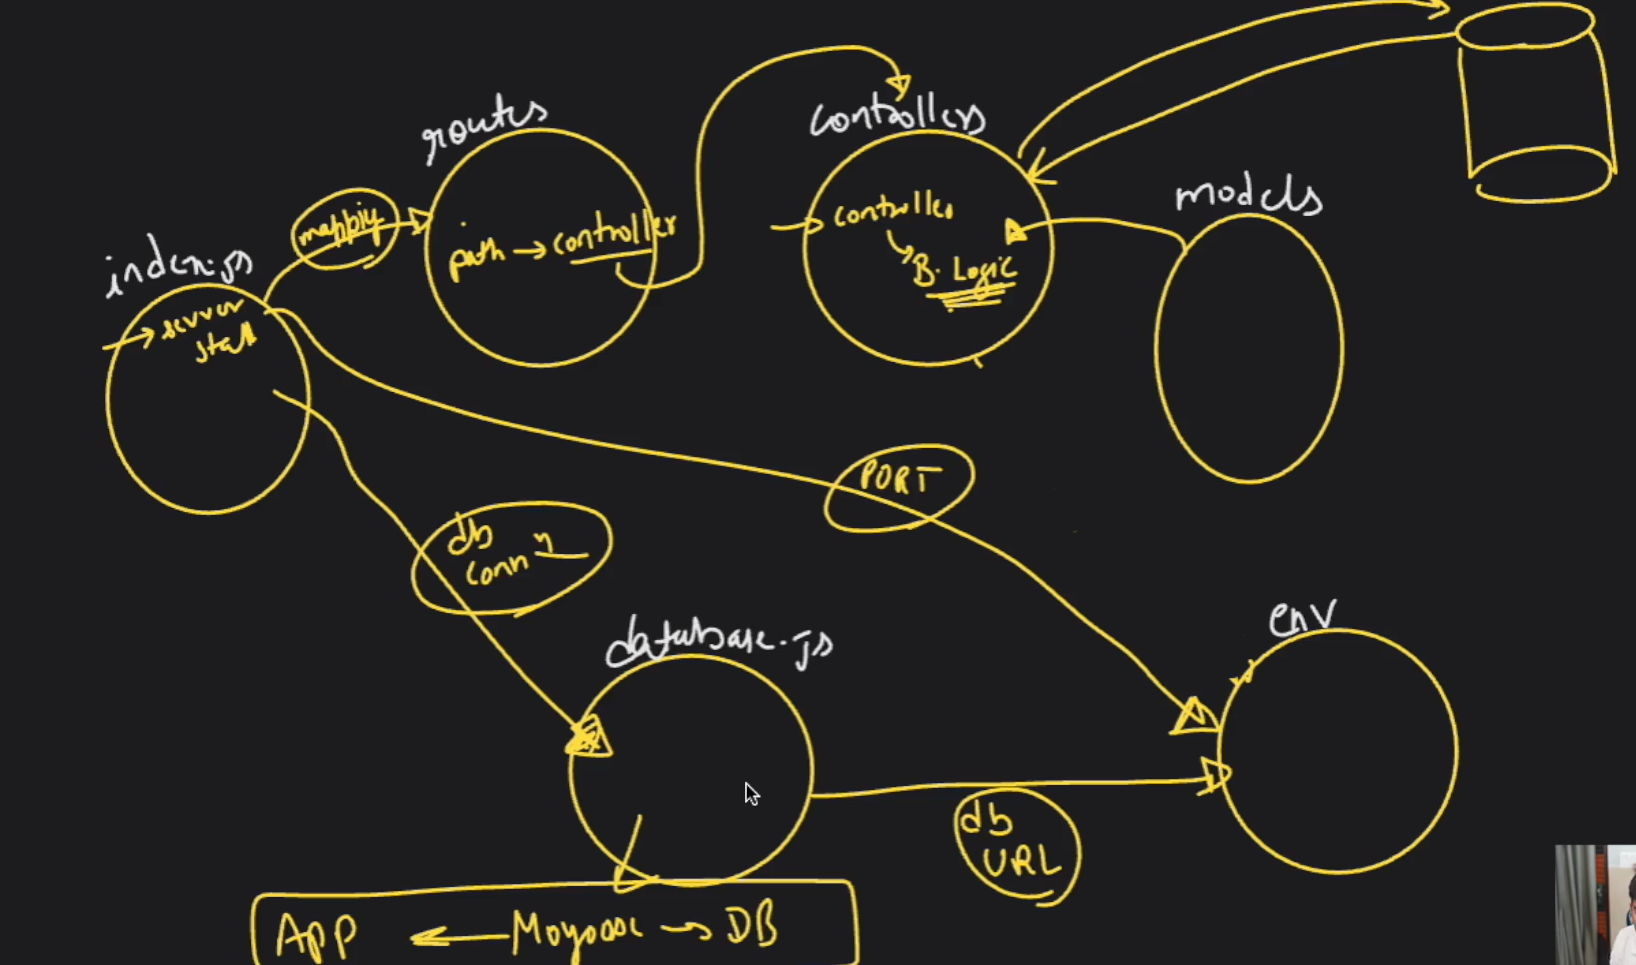 routes
controllers
models
index.js
mapping
path → controller
→ controller
B. Logic
→ server
start
PORT
db
connⁿ
database.js
env
db
URL
App ← Mongoose → DB